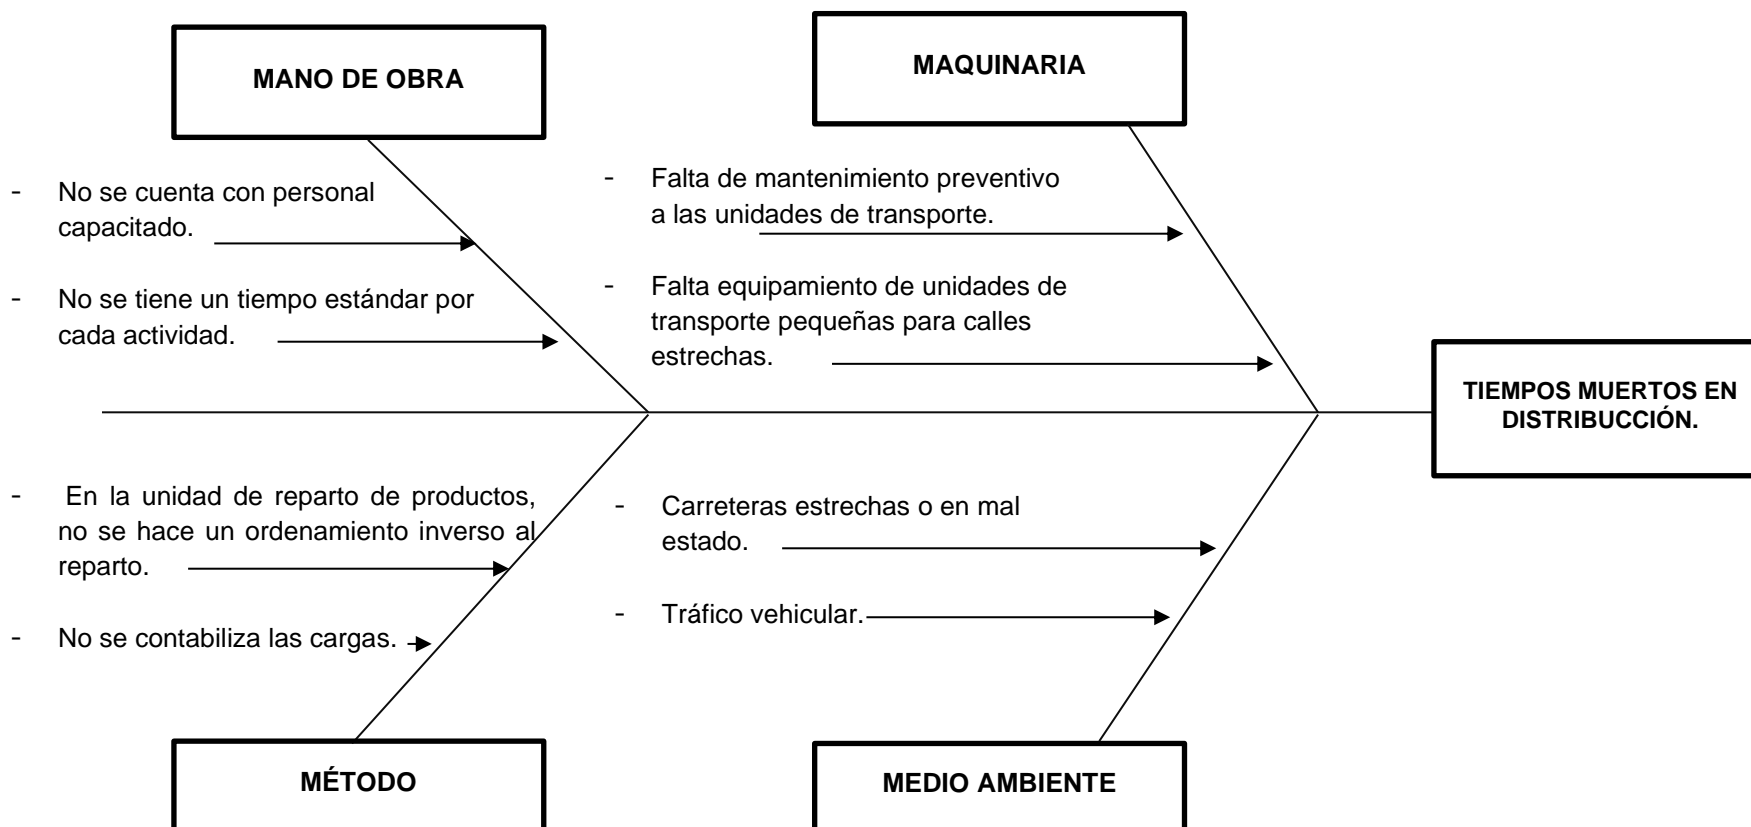 MANO DE OBRA
MAQUINARIA
- No se cuenta con personal
capacitado.
- No se tiene un tiempo estándar por
cada actividad.
- Falta de mantenimiento preventivo
a las unidades de transporte.
- Falta equipamiento de unidades de
transporte pequeñas para calles
estrechas.
TIEMPOS MUERTOS EN
DISTRIBUCCIÓN.
- En la unidad de reparto de productos,
no se hace un ordenamiento inverso al
reparto.
- No se contabiliza las cargas.
- Carreteras estrechas o en mal
estado.
- Tráfico vehicular.
MÉTODO
MEDIO AMBIENTE